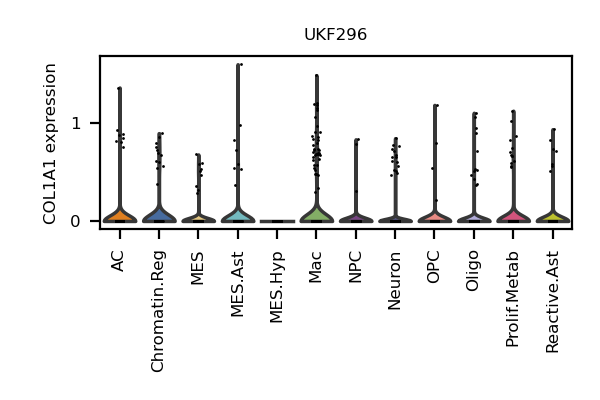 UKF296
COL1A1 expression
1
0
AC
Chromatin.Reg
MES
MES.Ast
MES.Hyp
Mac
NPC
Neuron
OPC
Oligo
Prolif.Metab
Reactive.Ast